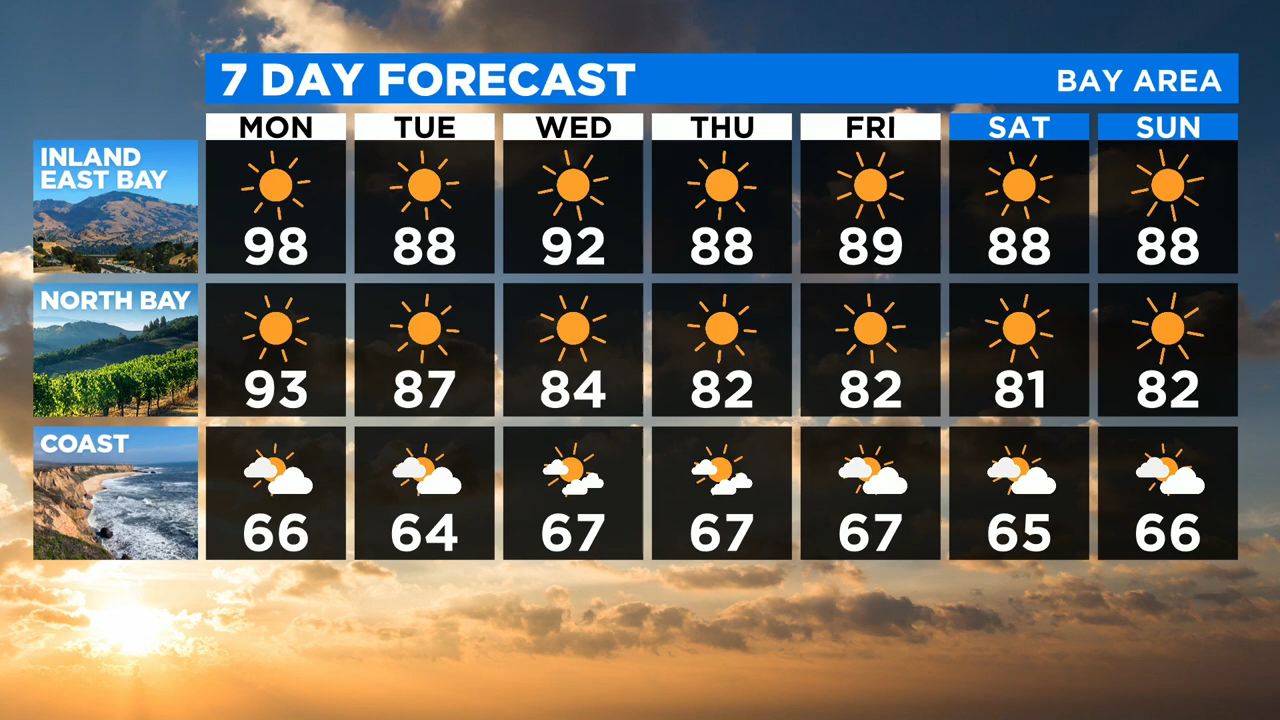 7 DAY FORECAST BAY AREA
MON TUE WED THU FRI SAT SUN
INLAND
EAST BAY
98 88 92 88 89 88 88
NORTH BAY
93 87 84 82 82 81 82
COAST
66 64 67 67 67 65 66